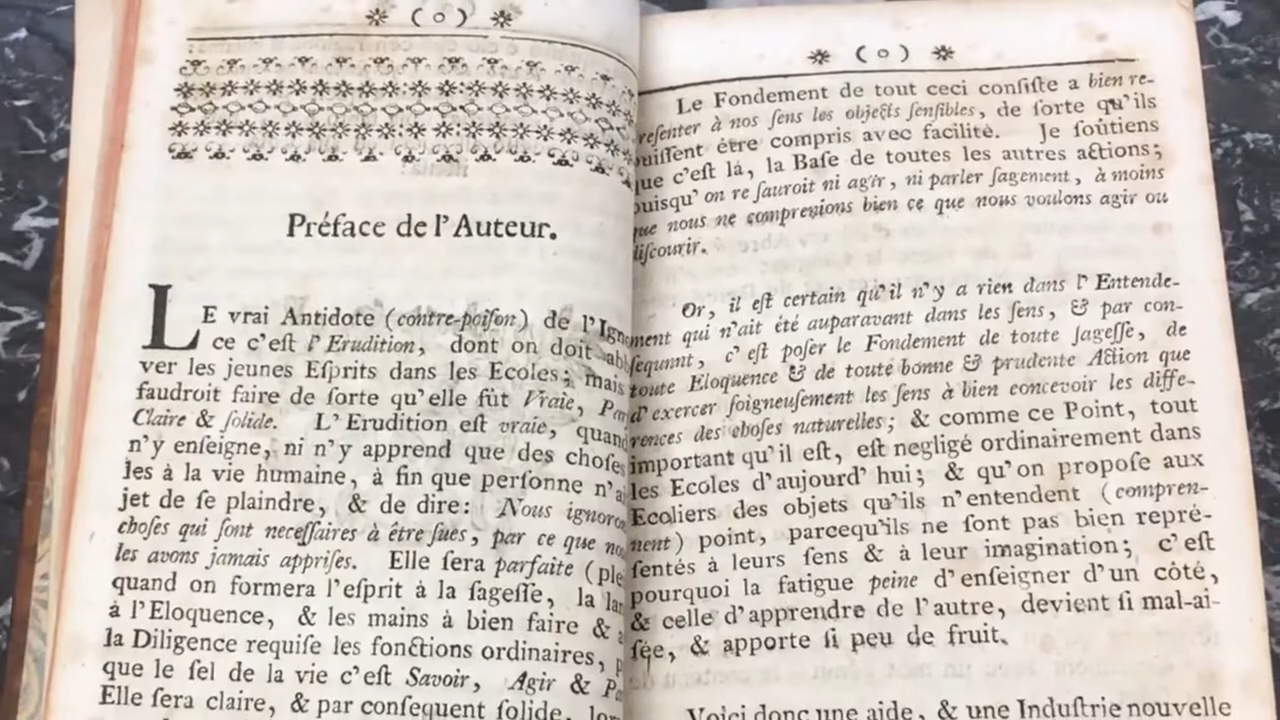 ( o )
Préface de l'Auteur.
LE vrai Antidote (contre-poiſon) de l'Igno
ce c'eſt l'Erudition, dont on doit
ver les jeunes Eſprits dans les Ecoles; mais
faudroit faire de ſorte qu'elle fût Vraie,
Claire & ſolide. L'Erudition eſt vraie, quand
n'y enſeigne, ni n'y apprend que des choſes
les à la vie humaine, à fin que perſonne n'a
jet de ſe plaindre, & de dire: Nous ignoron
choſes qui ſont neceſſaires à être ſues, par ce que
les avons jamais appriſes. Elle ſera parfaite (ple
quand on formera l'eſprit à la ſageſſe, la lan
à l'Eloquence, & les mains à bien faire &
la Diligence requiſe les fonctions ordinaires,
que le ſel de la vie c'eſt Savoir, Agir &
Elle ſera claire, & par conſequent ſolide,
( o )
Le Fondement de tout ceci conſiſte a bien re-
reſenter à nos ſens les objects ſenſibles, de ſorte qu'ils
uiſſent étre compris avec facilité. Je ſoûtiens
que c'eſt là, la Baſe de toutes les autres actions;
puisqu'on re ſauroit ni agir, ni parler ſagement, à moins
que nous ne comprenions bien ce que nous voulons agir ou
diſcourir.
Or, il eſt certain qu'il n'y a rien dans l'Entende-
ment qui n'ait été auparavant dans les ſens, & par con-
ſequnnt, c'eſt poſer le Fondement de toute ſageſſe, de
toute Eloquence & de toute bonne & prudente Action que
d'exercer ſoigneuſement les ſens à bien concevoir les diffe-
rences des choſes naturelles; & comme ce Point, tout
important qu'il eſt, eſt negligé ordinairement dans
les Ecoles d'aujourd'hui; & qu'on propoſe aux
Ecoliers des objets qu'ils n'entendent (compren-
nent) point, parcequ'ils ne ſont pas bien repré-
ſentés à leurs ſens & à leur imagination; c'eſt
pourquoi la fatigue peine d'enſeigner d'un côté,
& celle d'apprendre de l'autre, devient ſi mal-ai-
ſée, & apporte ſi peu de fruit.
Voici donc une aide, & une Induſtrie nouvelle